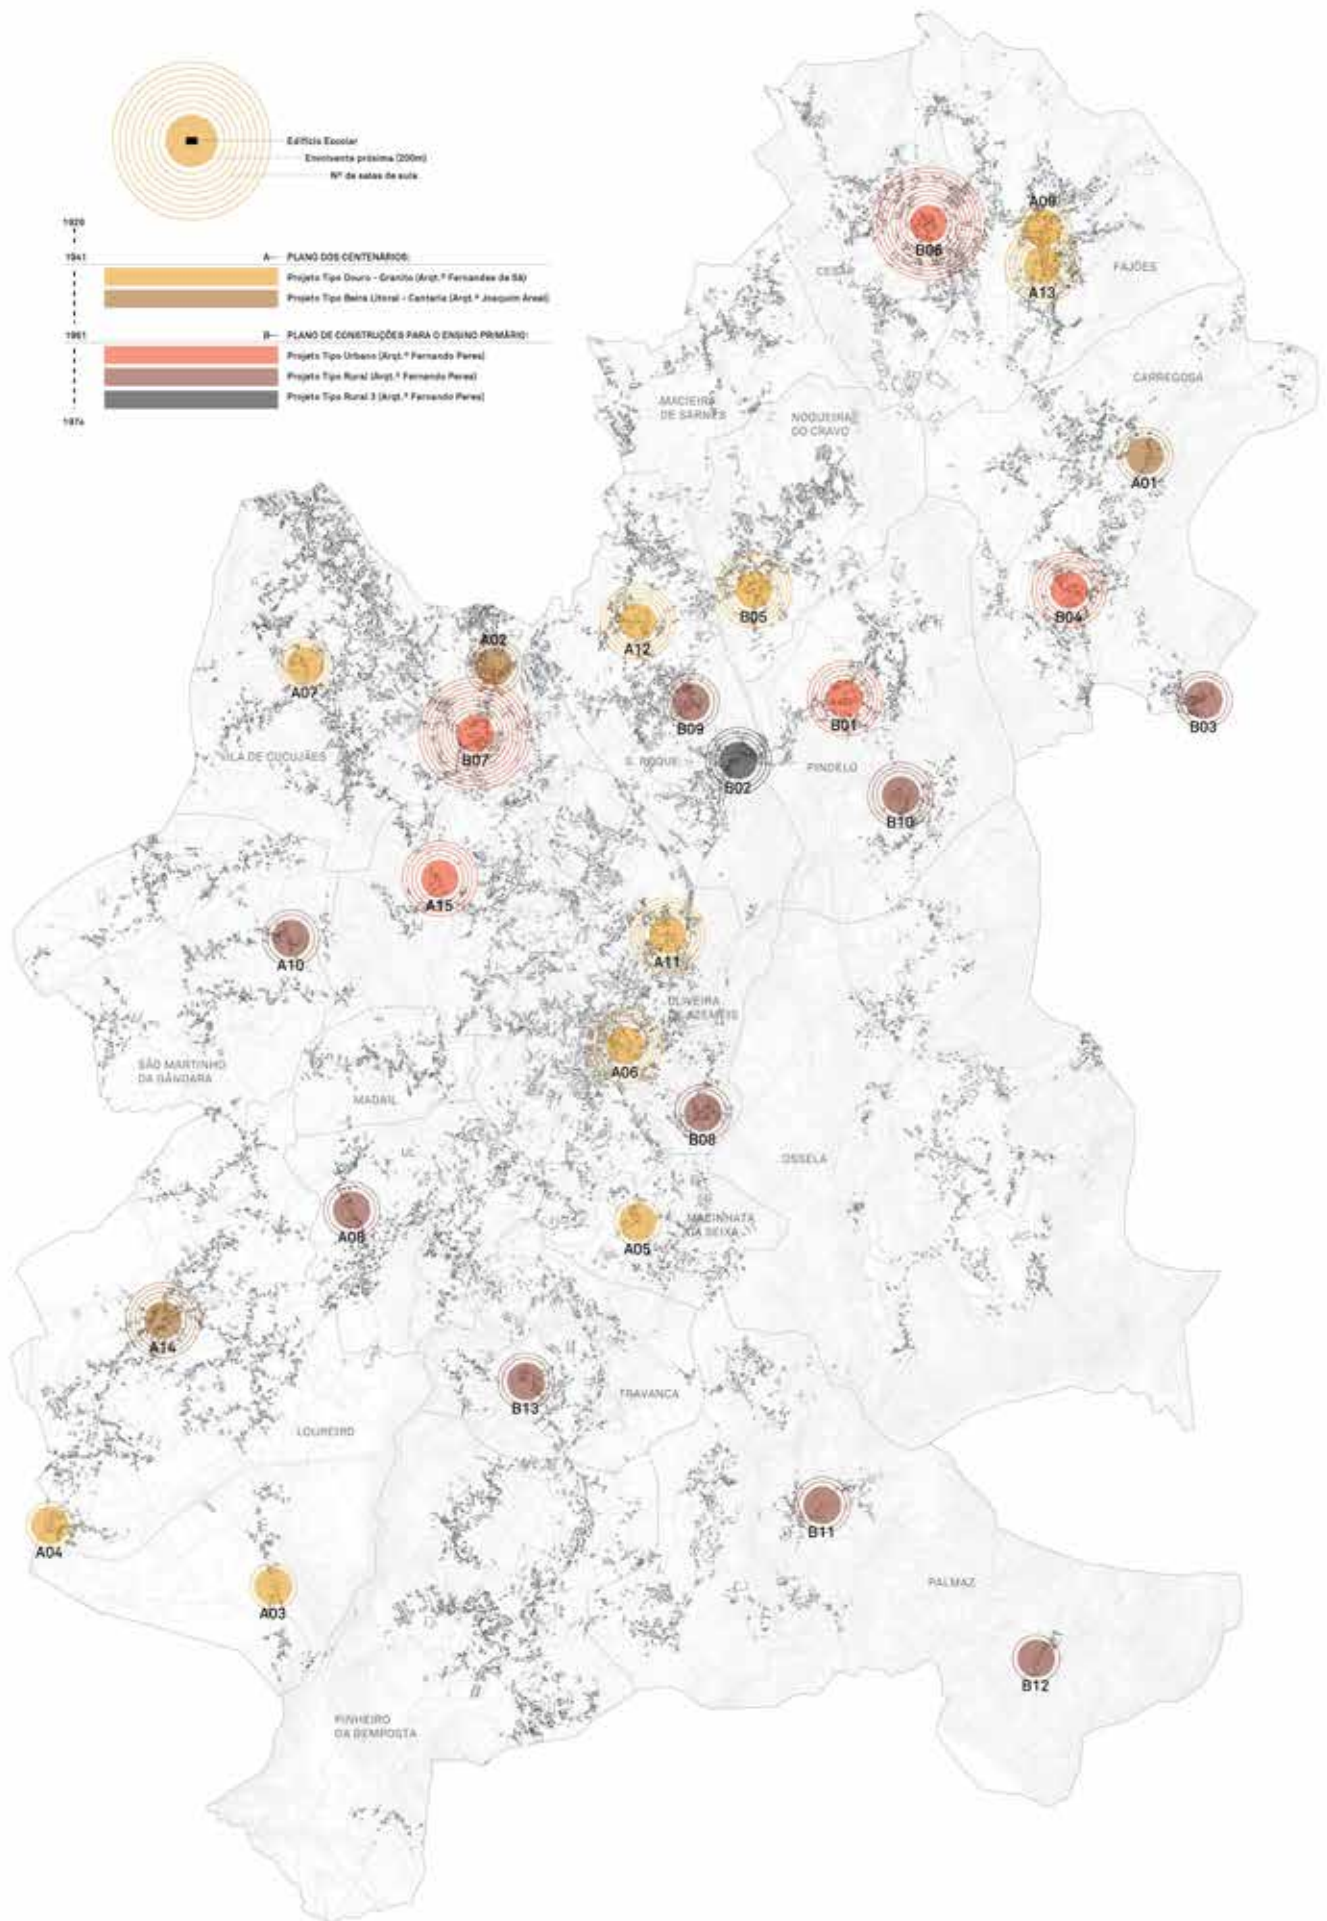 Edifício Escolar
Envolvente próxima (200m)
Nº de salas de aula
1941
A— PLANO DOS CENTENÁRIOS:
Projeto Tipo Douro - Granito (Arqt.º Fernandes de Sá)
Projeto Tipo Beira Litoral - Cantaria (Arqt.º Joaquim Areal)
1961
B— PLANO DE CONSTRUÇÕES PARA O ENSINO PRIMÁRIO:
Projeto Tipo Urbano (Arqt.º Fernando Peres)
Projeto Tipo Rural (Arqt.º Fernando Peres)
Projeto Tipo Rural 3 (Arqt.º Fernando Peres)
1974
A09
B06
CESAR
FAJÕES
A13
CARREGOSA
MACIEIRA
DE SARNES
NOGUEIRA
DO CRAVO
A01
B05
B04
A12
A02
A07
B09
B01
B03
VILA DE CUCUJÃES
B07
S. ROQUE
PINDELO
B02
B10
A15
A11
A10
OLIVEIRA
DE AZEMÉIS
SÃO MARTINHO
DA GÂNDARA
A06
MADAIL
B08
UL
OSSELA
A08
MACINHATA
DA SEIXA
A05
A14
B13
TRAVANCA
LOUREIRO
B11
A04
PALMAZ
A03
B12
PINHEIRO
DA BEMPOSTA